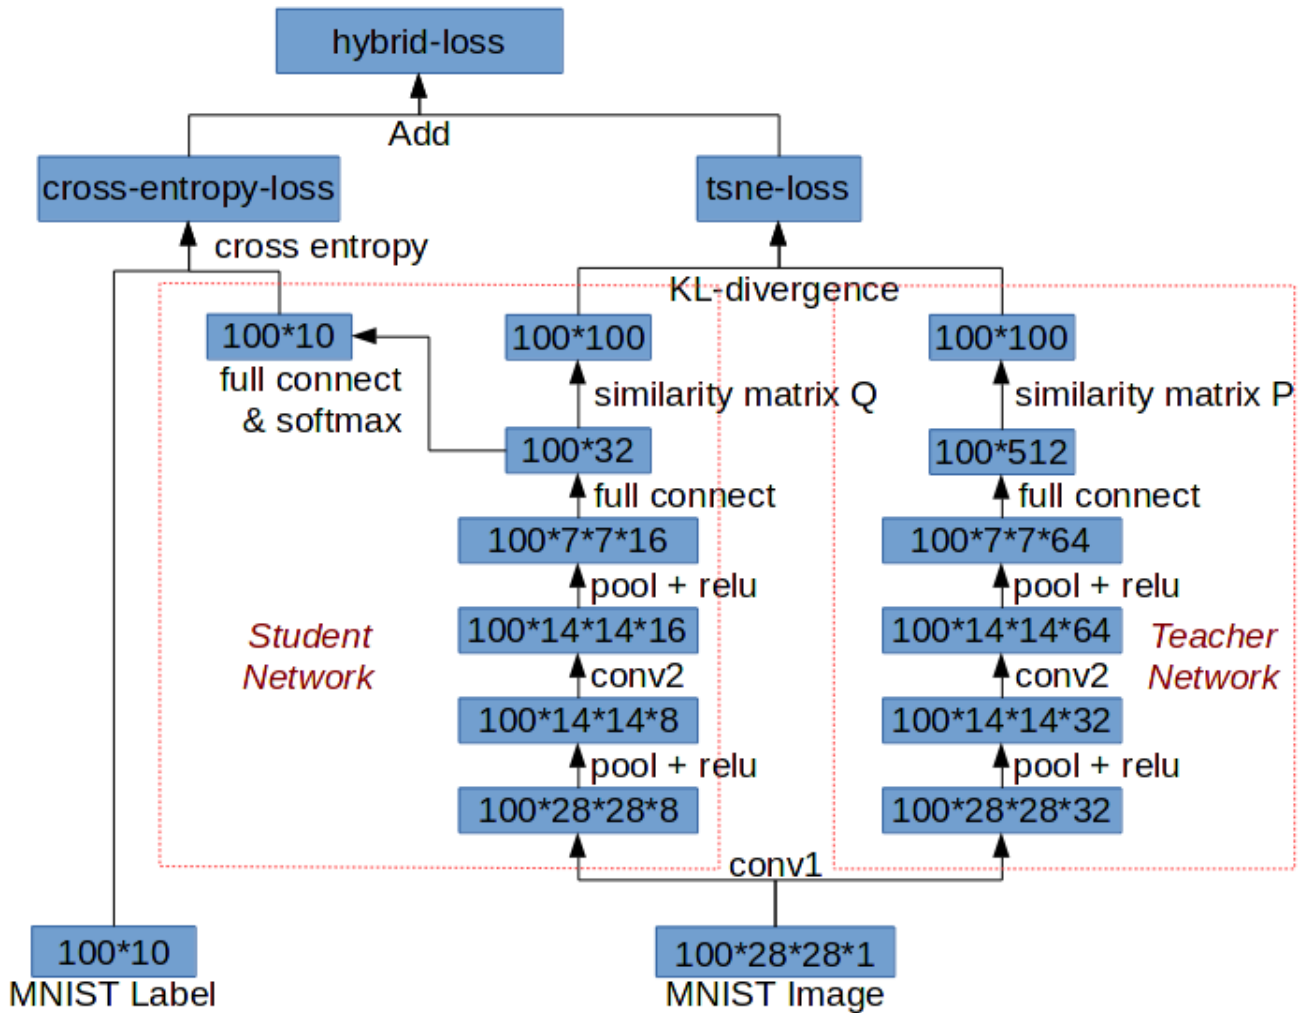 hybrid-loss
Add
cross-entropy-loss
tsne-loss
cross entropy
KL-divergence
100*10
100*100
100*100
full connect
& softmax
similarity matrix Q
similarity matrix P
100*32
100*512
full connect
full connect
100*7*7*16
100*7*7*64
pool + relu
pool + relu
Student
Network
100*14*14*16
100*14*14*64
Teacher
Network
conv2
conv2
100*14*14*8
100*14*14*32
pool + relu
pool + relu
100*28*28*8
100*28*28*32
conv1
100*10
100*28*28*1
MNIST Label
MNIST Image